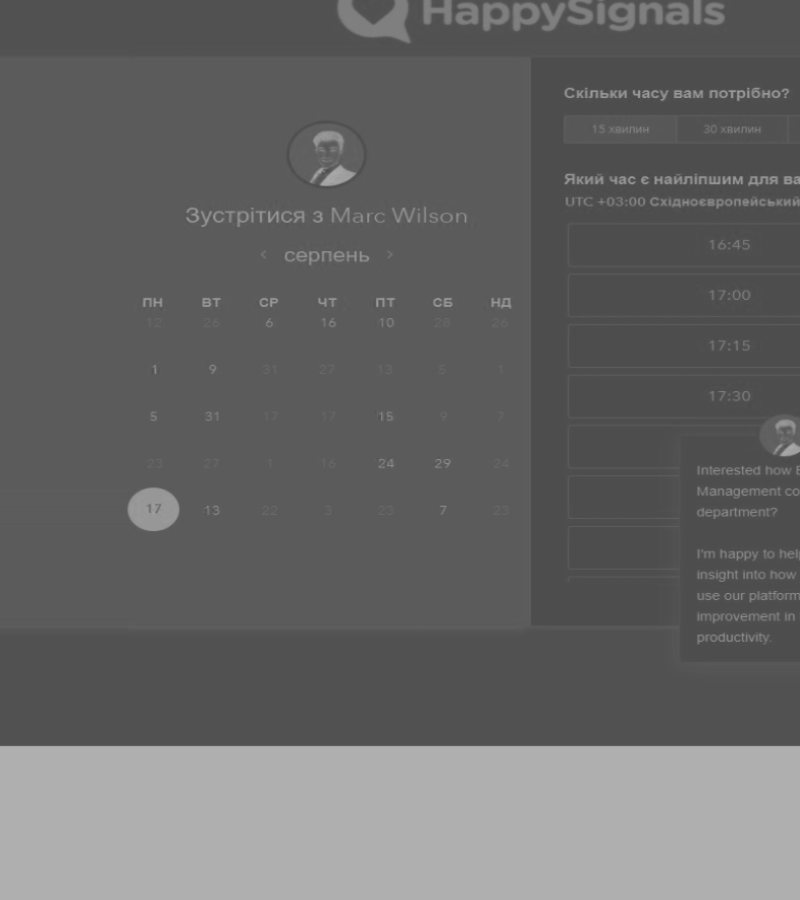 HappySignals
Зустрітися з Marc Wilson
‹ серпень ›
ПН ВТ СР ЧТ ПТ СБ НД
12 26 6 16 10 28 26
1 9 31 27 13 5 1
5 31 17 17 15 9 7
23 27 1 16 24 29 24
17 13 22 3 23 7 23
Скільки часу вам потрібно?
15 хвилин 30 хвилин
Який час є найліпшим для ва
UTC +03:00 Східноєвропейський
16:45
17:00
17:15
17:30
Interested how E
Management co
department?
I'm happy to help
insight into how
use our platform
improvement in
productivity.